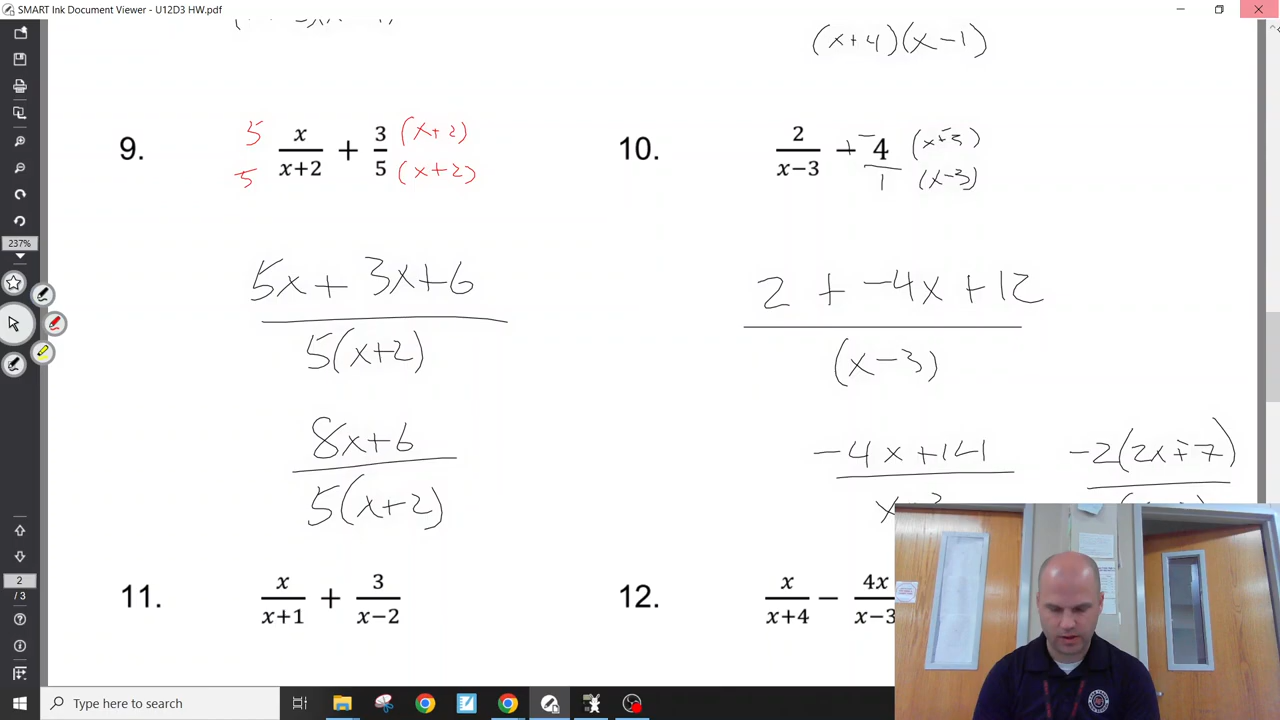 SMART Ink Document Viewer - U12D3 HW.pdf
(x+4)(x-1)
9. 5/5 x/x+2 + 3/5 (x+2)/(x+2)
5x+3x+6
5(x+2)
8x+6
5(x+2)
10. 2/x-3 + -4/1 (x-3)/(x-3)
2 + -4x +12
(x-3)
-4x+14
-2(2x-7)
11. x/x+1 + 3/x-2
12. x/x+4 - 4x/x-3
237%
2
/ 3
Type here to search